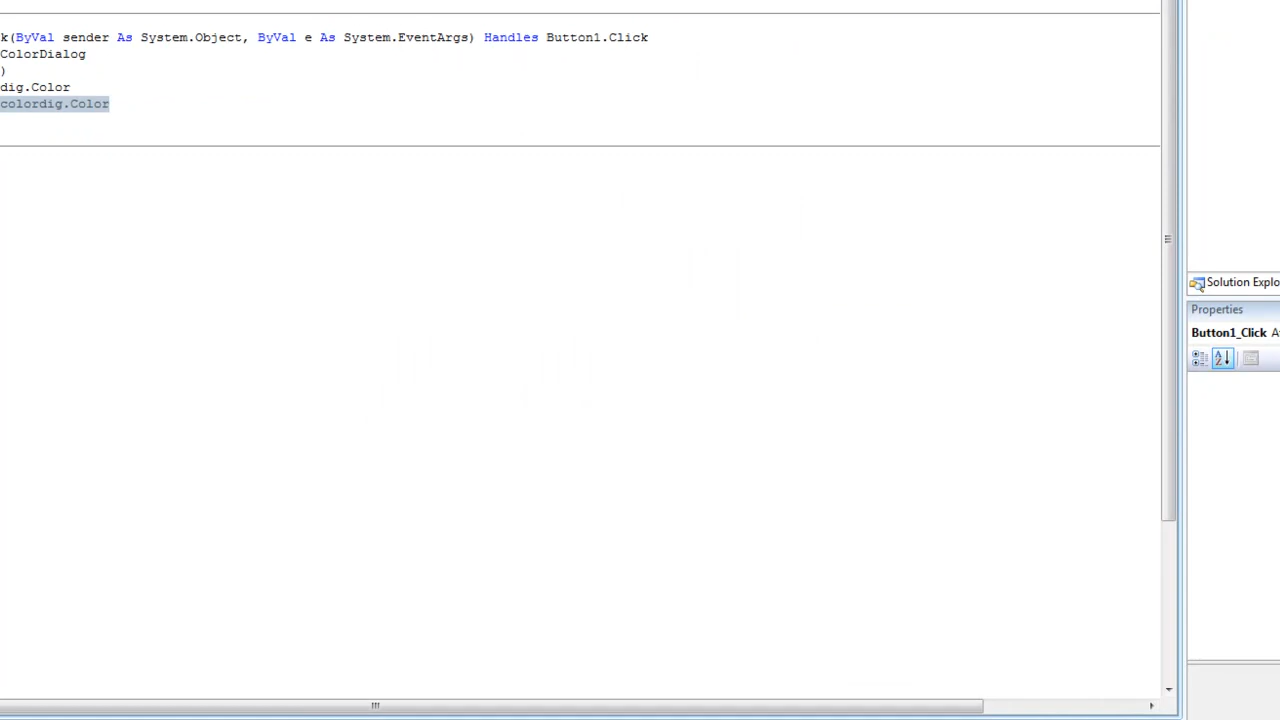 k(ByVal sender As System.Object, ByVal e As System.EventArgs) Handles Button1.Click
ColorDialog
)
dig.Color
colordig.Color
Solution Explo
Properties
Button1_Click A